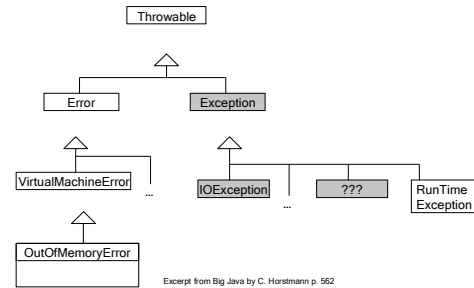 Throwable
Error
Exception
VirtualMachineError
...
IOException
...
???
RunTime
Exception
OutOfMemoryError
Excerpt from Big Java by C. Horstmann p. 562